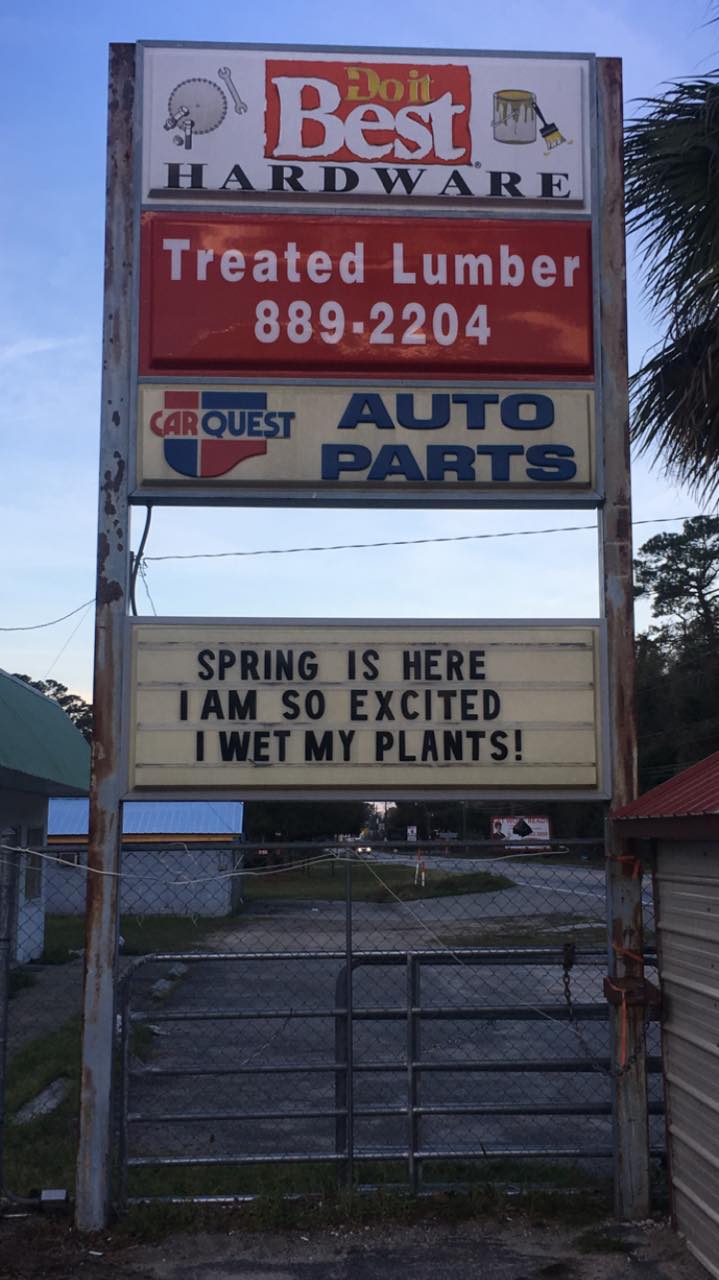 Do it
Best
HARDWARE
Treated Lumber
889-2204
CARQUEST
AUTO
PARTS
SPRING IS HERE
I AM SO EXCITED
I WET MY PLANTS!